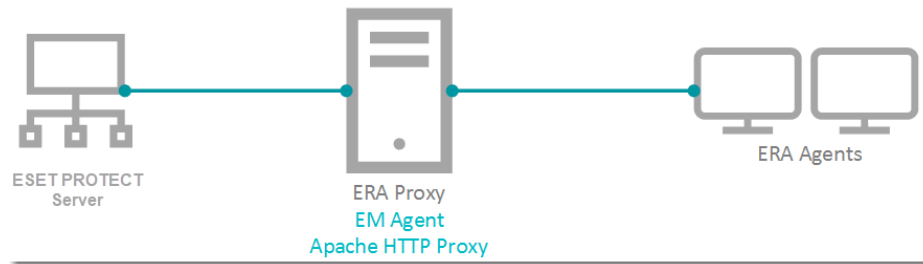 ESET PROTECT
Server
ERA Proxy
EM Agent
Apache HTTP Proxy
ERA Agents